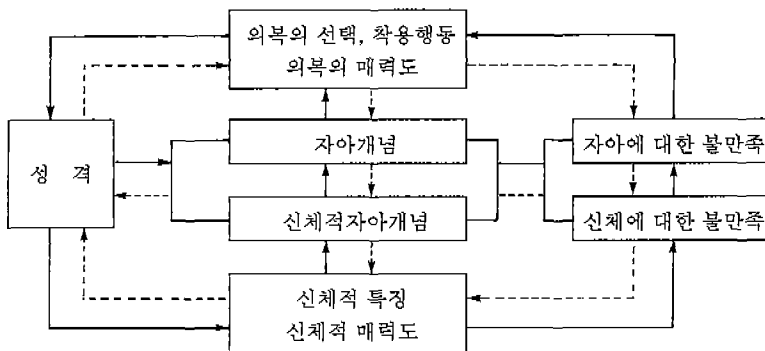 의복의 선택, 착용행동
의복의 매력도
성 격
자아개념
자아에 대한 불만족
신체적자아개념
신체에 대한 불만족
신체적 특징
신체적 매력도